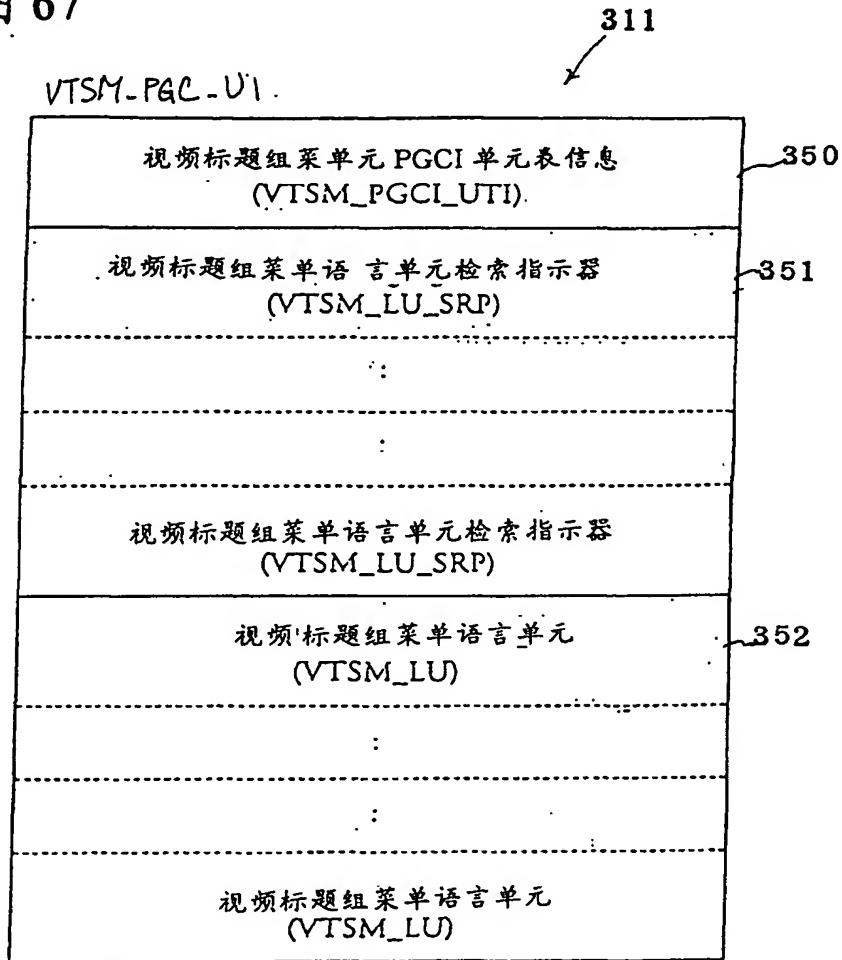 67
311
VTSM-PGC-UI
视频标题组菜单元 PGCI 单元表信息
(VTSM_PGCI_UTI)
350
视频标题组菜单语 言单元检索指示器
(VTSM_LU_SRP)
351
:
:
视频标题组菜单语言单元检索指示器
(VTSM_LU_SRP)
视频标题组菜单语言单元
(VTSM_LU)
352
:
:
视频标题组菜单语言单元
(VTSM_LU)